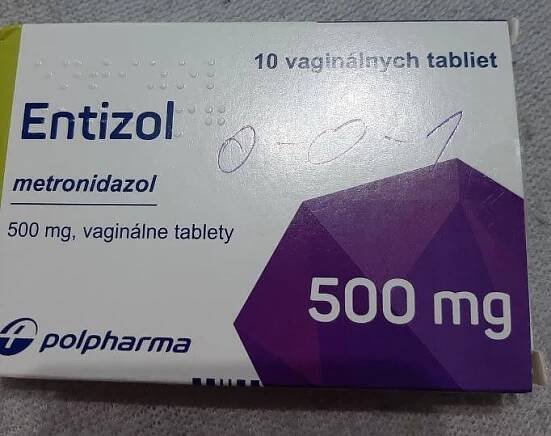 10 vaginálnych tabliet
Entizol
0-0-1
metronidazol
500 mg, vaginálne tablety
500 mg
polpharma